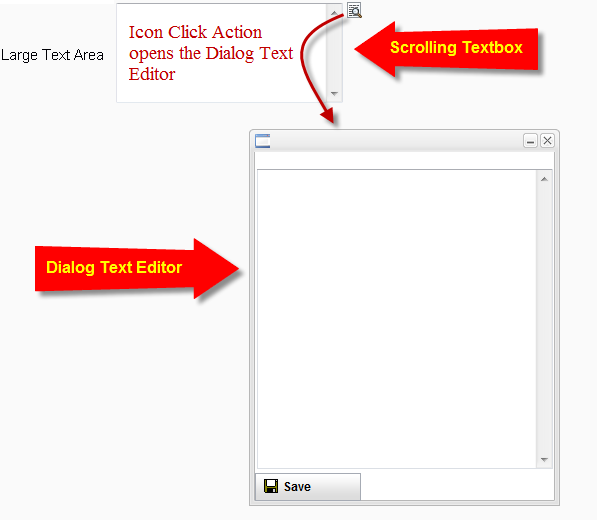 Large Text Area
Icon Click Action
opens the Dialog Text
Editor
Scrolling Textbox
Dialog Text Editor
Save